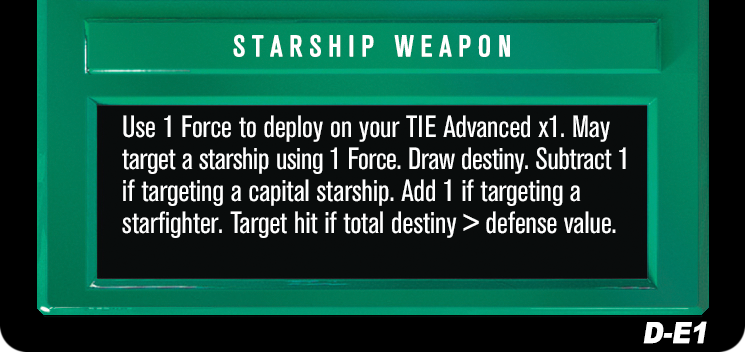 STARSHIP WEAPON
Use 1 Force to deploy on your TIE Advanced x1. May
target a starship using 1 Force. Draw destiny. Subtract 1
if targeting a capital starship. Add 1 if targeting a
starfighter. Target hit if total destiny > defense value.
D-E1